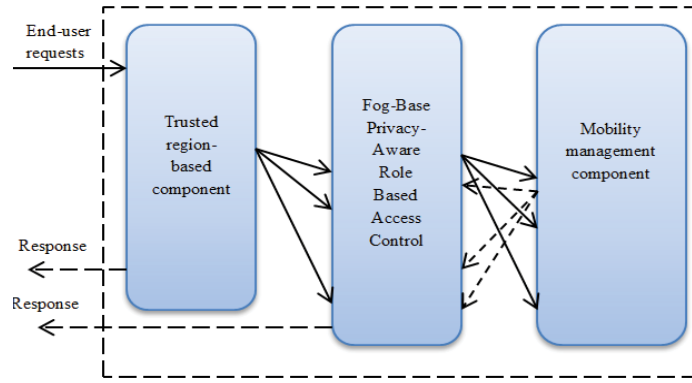 End-user
requests
Trusted
region-
based
component
Fog-Base
Privacy-
Aware
Role
Based
Access
Control
Mobility
management
component
Response
Response